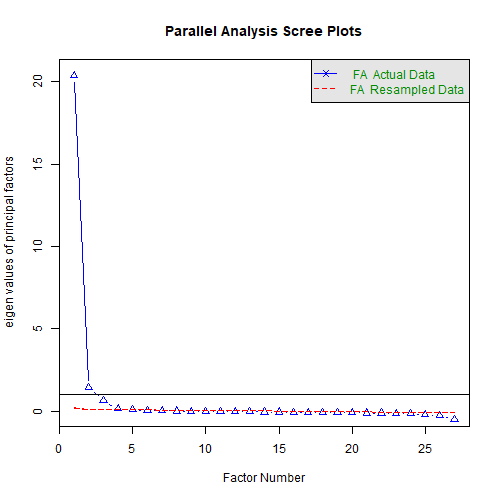 Parallel Analysis Scree Plots
FA Actual Data
FA Resampled Data
20
15
10
5
0
eigen values of principal factors
0 5 10 15 20 25
Factor Number